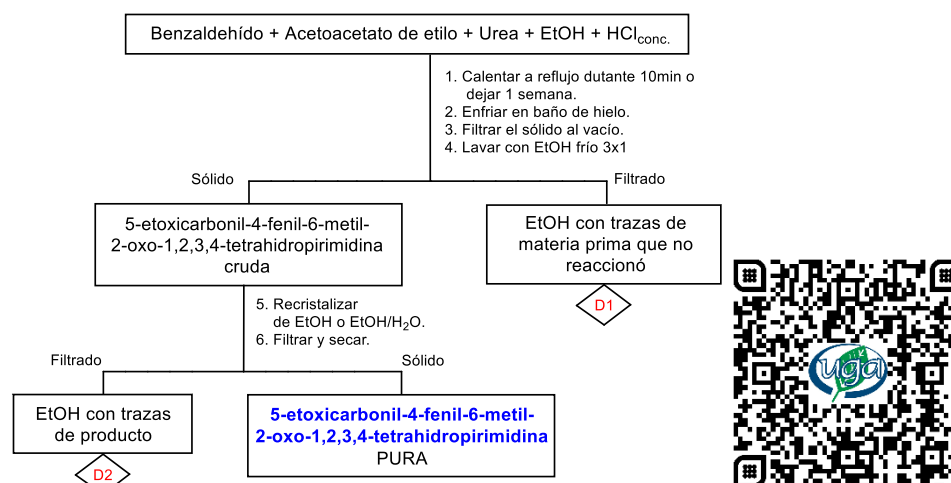 Benzaldehído + Acetoacetato de etilo + Urea + EtOH + HClconc.
1. Calentar a reflujo dutante 10min o
dejar 1 semana.
2. Enfriar en baño de hielo.
3. Filtrar el sólido al vacío.
4. Lavar con EtOH frío 3x1
Sólido
Filtrado
5-etoxicarbonil-4-fenil-6-metil-
2-oxo-1,2,3,4-tetrahidropirimidina
cruda
EtOH con trazas de
materia prima que no
reaccionó
D1
5. Recristalizar
de EtOH o EtOH/H2O.
6. Filtrar y secar.
Filtrado
Sólido
EtOH con trazas
de producto
D2
5-etoxicarbonil-4-fenil-6-metil-
2-oxo-1,2,3,4-tetrahidropirimidina
PURA
uga